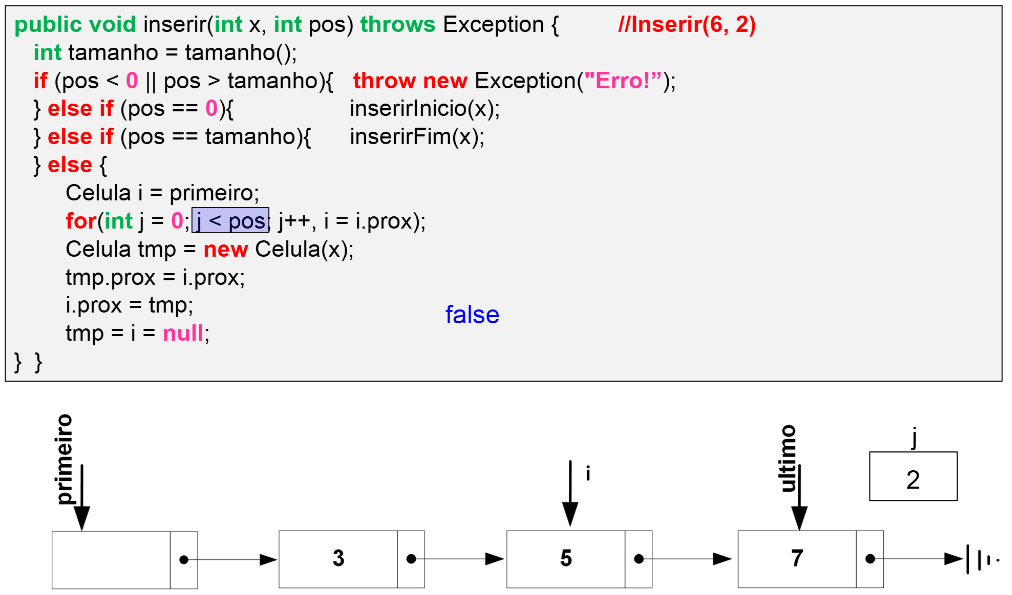 public void inserir(int x, int pos) throws Exception { //Inserir(6, 2)
int tamanho = tamanho();
if (pos < 0 || pos > tamanho){ throw new Exception("Erro!”);
} else if (pos == 0){ inserirInicio(x);
} else if (pos == tamanho){ inserirFim(x);
} else {
Celula i = primeiro;
for(int j = 0; j < pos; j++, i = i.prox);
Celula tmp = new Celula(x);
tmp.prox = i.prox;
i.prox = tmp;
false
tmp = i = null;
} }
primeiro
i
ultimo
j
2
3
5
7